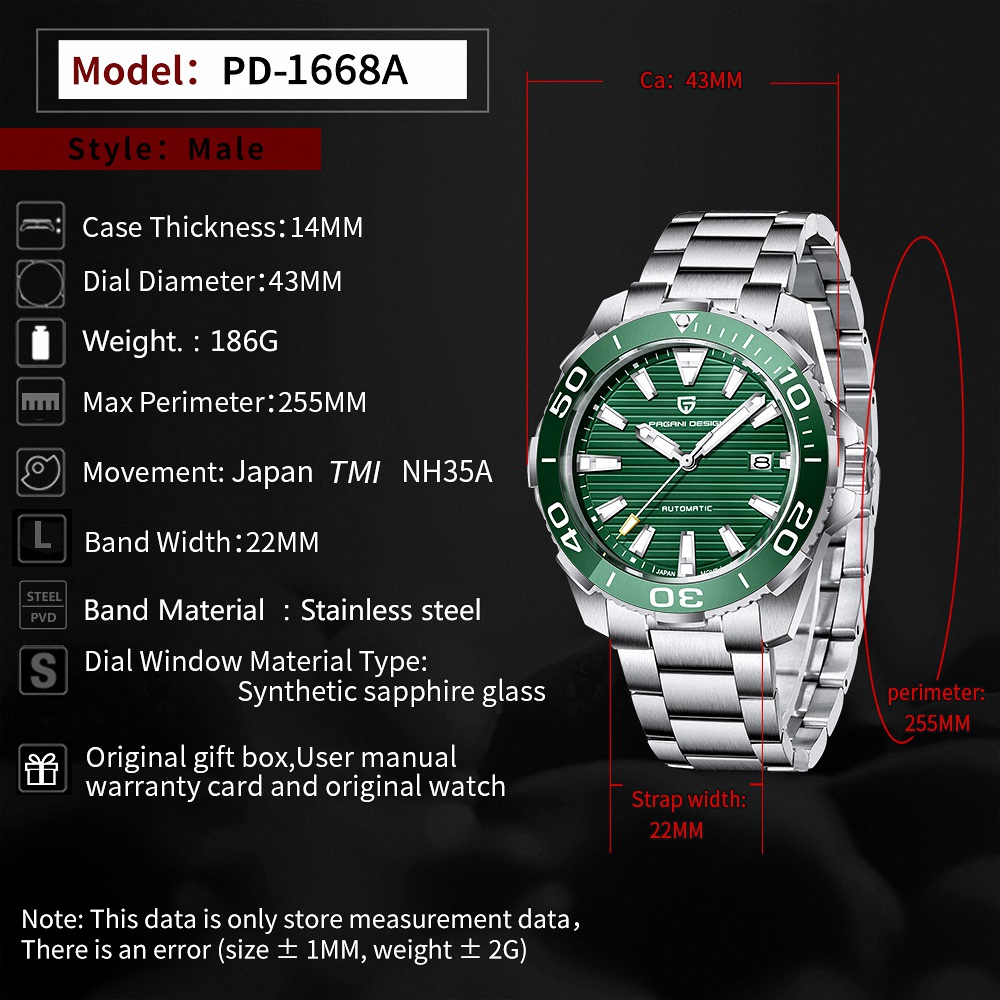 Model: PD-1668A
Ca: 43MM
Style: Male
Case Thickness:14MM
Dial Diameter:43MM
Weight. : 186G
Max Perimeter:255MM
Movement: Japan TMI NH35A
L
Band Width:22MM
STEEL
PVD
Band Material : Stainless steel
S
Dial Window Material Type:
Synthetic sapphire glass
Original gift box,User manual
warranty card and original watch
10
20
30
40
50
PAGANI DESIGN
8
AUTOMATIC
JAPAN
perimeter:
255MM
Strap width:
22MM
Note: This data is only store measurement data,
There is an error (size ± 1MM, weight ± 2G)